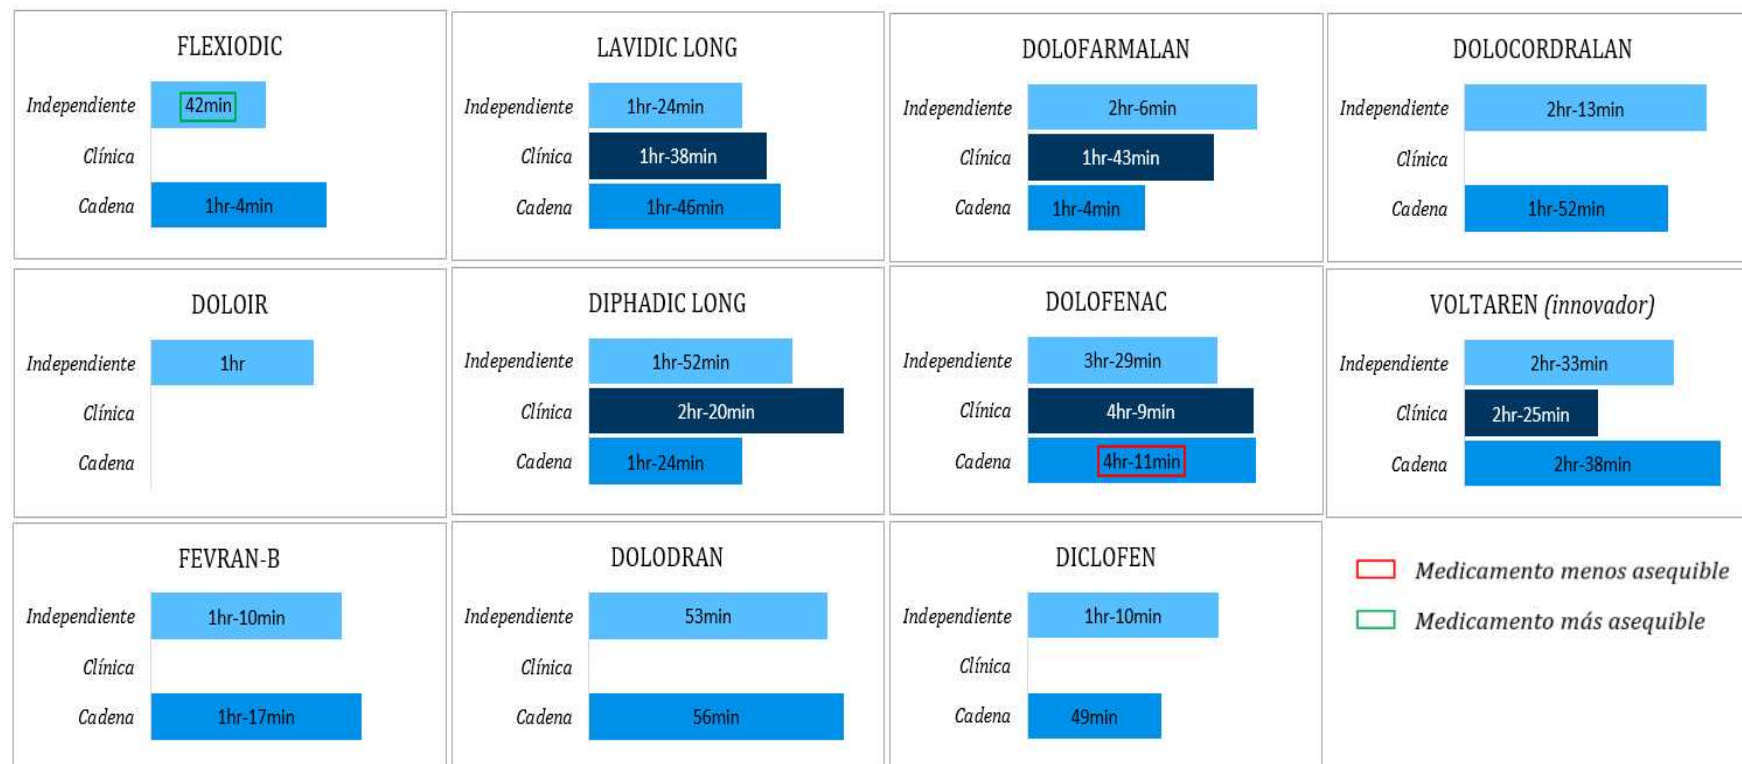 FLEXIODIC
Independiente 42min
Clínica
Cadena 1hr-4min
LAVIDIC LONG
Independiente 1hr-24min
Clínica 1hr-38min
Cadena 1hr-46min
DOLOFARMALAN
Independiente 2hr-6min
Clínica 1hr-43min
Cadena 1hr-4min
DOLOCORDRALAN
Independiente 2hr-13min
Clínica
Cadena 1hr-52min
DOLOIR
Independiente 1hr
Clínica
Cadena
DIPHADIC LONG
Independiente 1hr-52min
Clínica 2hr-20min
Cadena 1hr-24min
DOLOFENAC
Independiente 3hr-29min
Clínica 4hr-9min
Cadena 4hr-11min
VOLTAREN (innovador)
Independiente 2hr-33min
Clínica 2hr-25min
Cadena 2hr-38min
FEVRAN-B
Independiente 1hr-10min
Clínica
Cadena 1hr-17min
DOLODRAN
Independiente 53min
Clínica
Cadena 56min
DICLOFEN
Independiente 1hr-10min
Clínica
Cadena 49min
Medicamento menos asequible
Medicamento más asequible